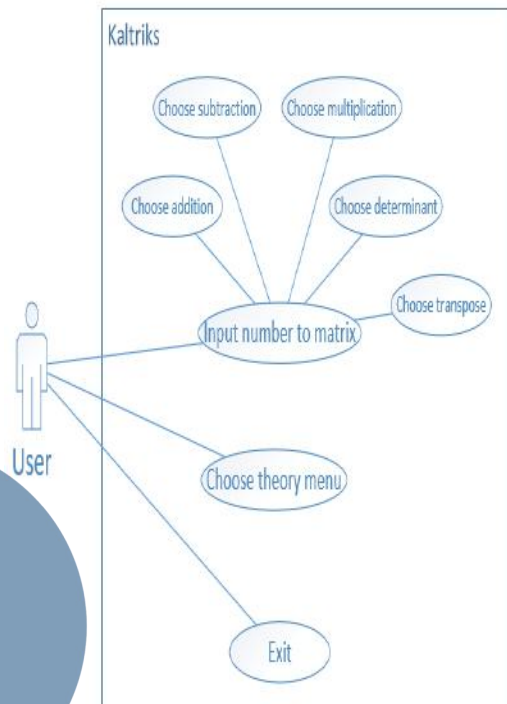 Kaltriks
Choose subtraction
Choose multiplication
Choose addition
Choose determinant
Choose transpose
Input number to matrix
User
Choose theory menu
Exit